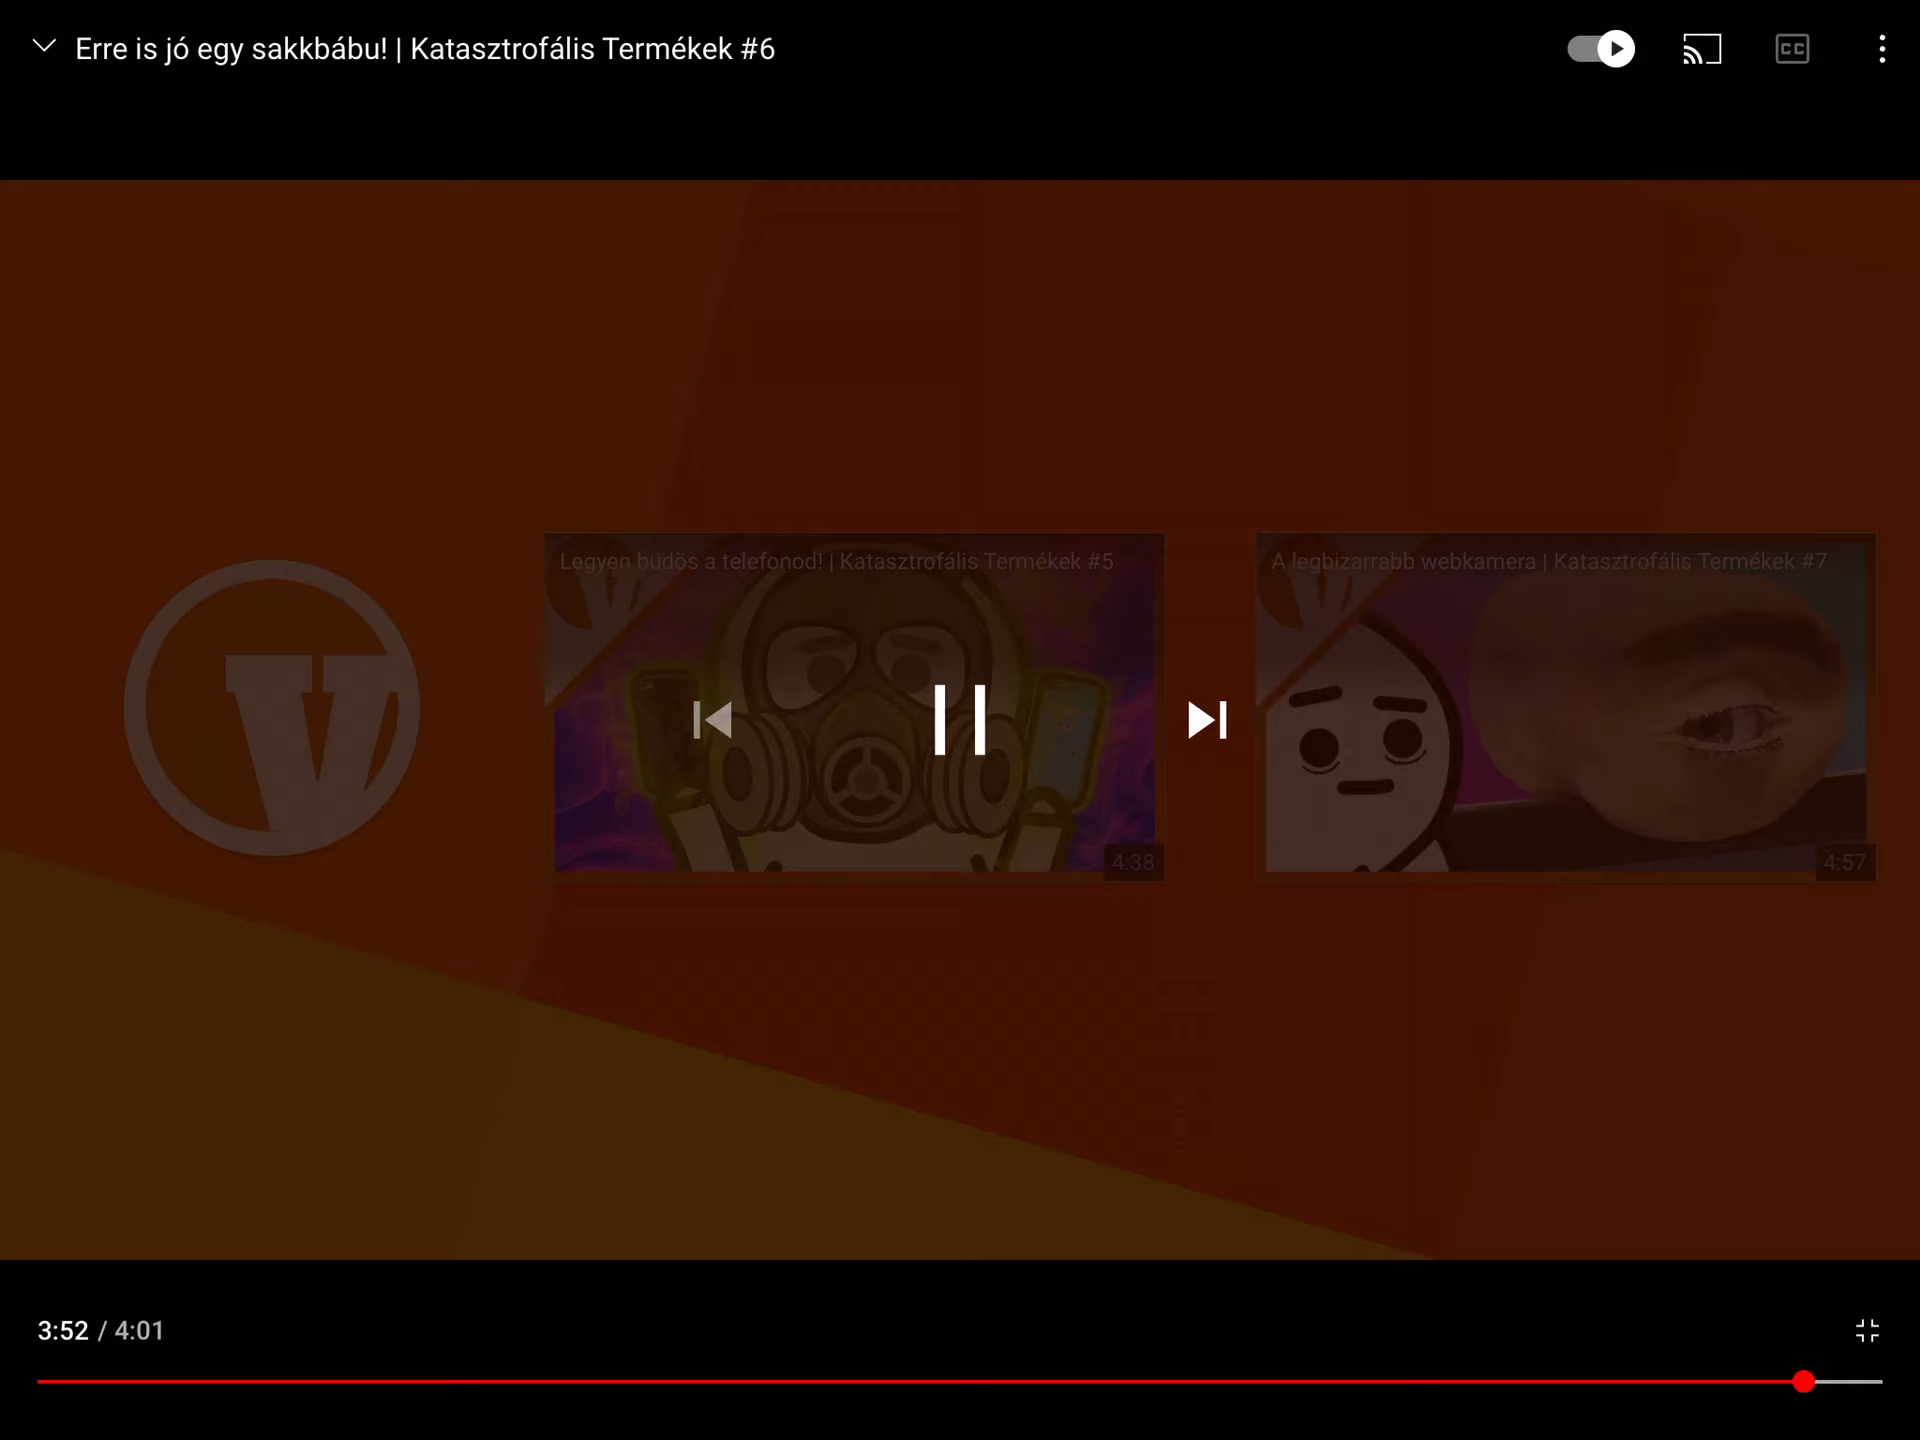 Erre is jó egy sakkbábu! | Katasztrofális Termékek #6
CC
Legyen büdös a telefonod! | Katasztrofális Termékek #5
A legbizarrabb webkamera | Katasztrofális Termékek #7
V
4:38
4:57
3:52 / 4:01